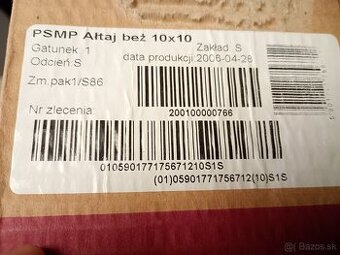 PSMP Ałtaj beż 10x10
Gatunek: 1 Zakład S
Odcień:S data produkcji:2006-04-28
Zm.pak1/S86
Nr zlecenia:
200100000766
010590177175671210S1S
(01)05901771756712(10)S1S
Bazos.sk